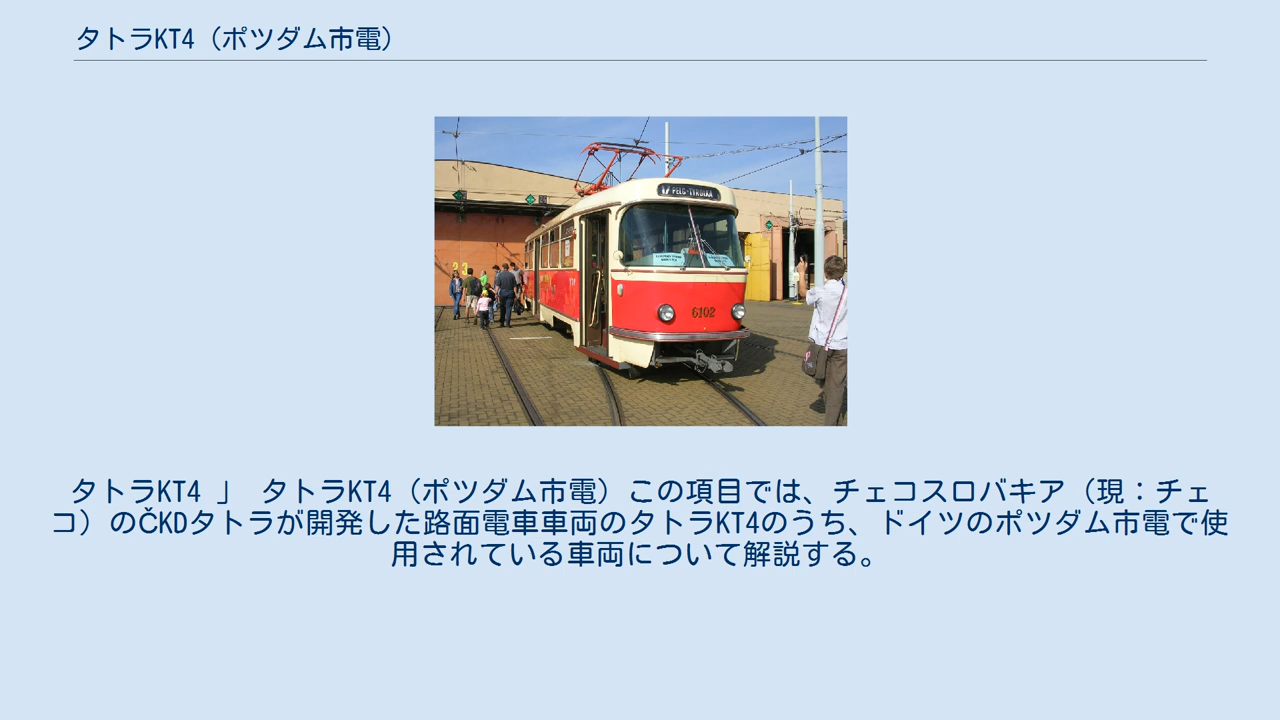 タトラKT4（ポツダム市電）
17 PELC-TYROLKA
6102
タトラKT4 」 タトラKT4（ポツダム市電）この項目では、チェコスロバキア（現：チェ
コ）のČKDタトラが開発した路面電車車両のタトラKT4のうち、ドイツのポツダム市電で使
用されている車両について解説する。